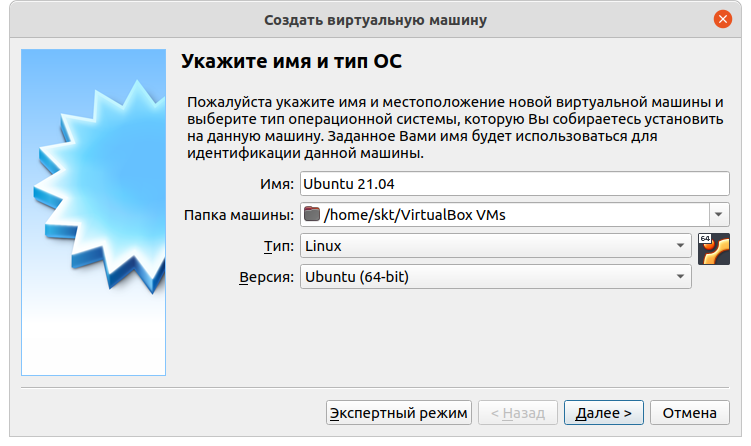 Создать виртуальную машину
Укажите имя и тип ОС
Пожалуйста укажите имя и местоположение новой виртуальной машины и
выберите тип операционной системы, которую Вы собираетесь установить
на данную машину. Заданное Вами имя будет использоваться для
идентификации данной машины.
Имя: Ubuntu 21.04
Папка машины: /home/skt/VirtualBox VMs
Тип: Linux
64
Версия: Ubuntu (64-bit)
Экспертный режим < Назад Далее > Отмена